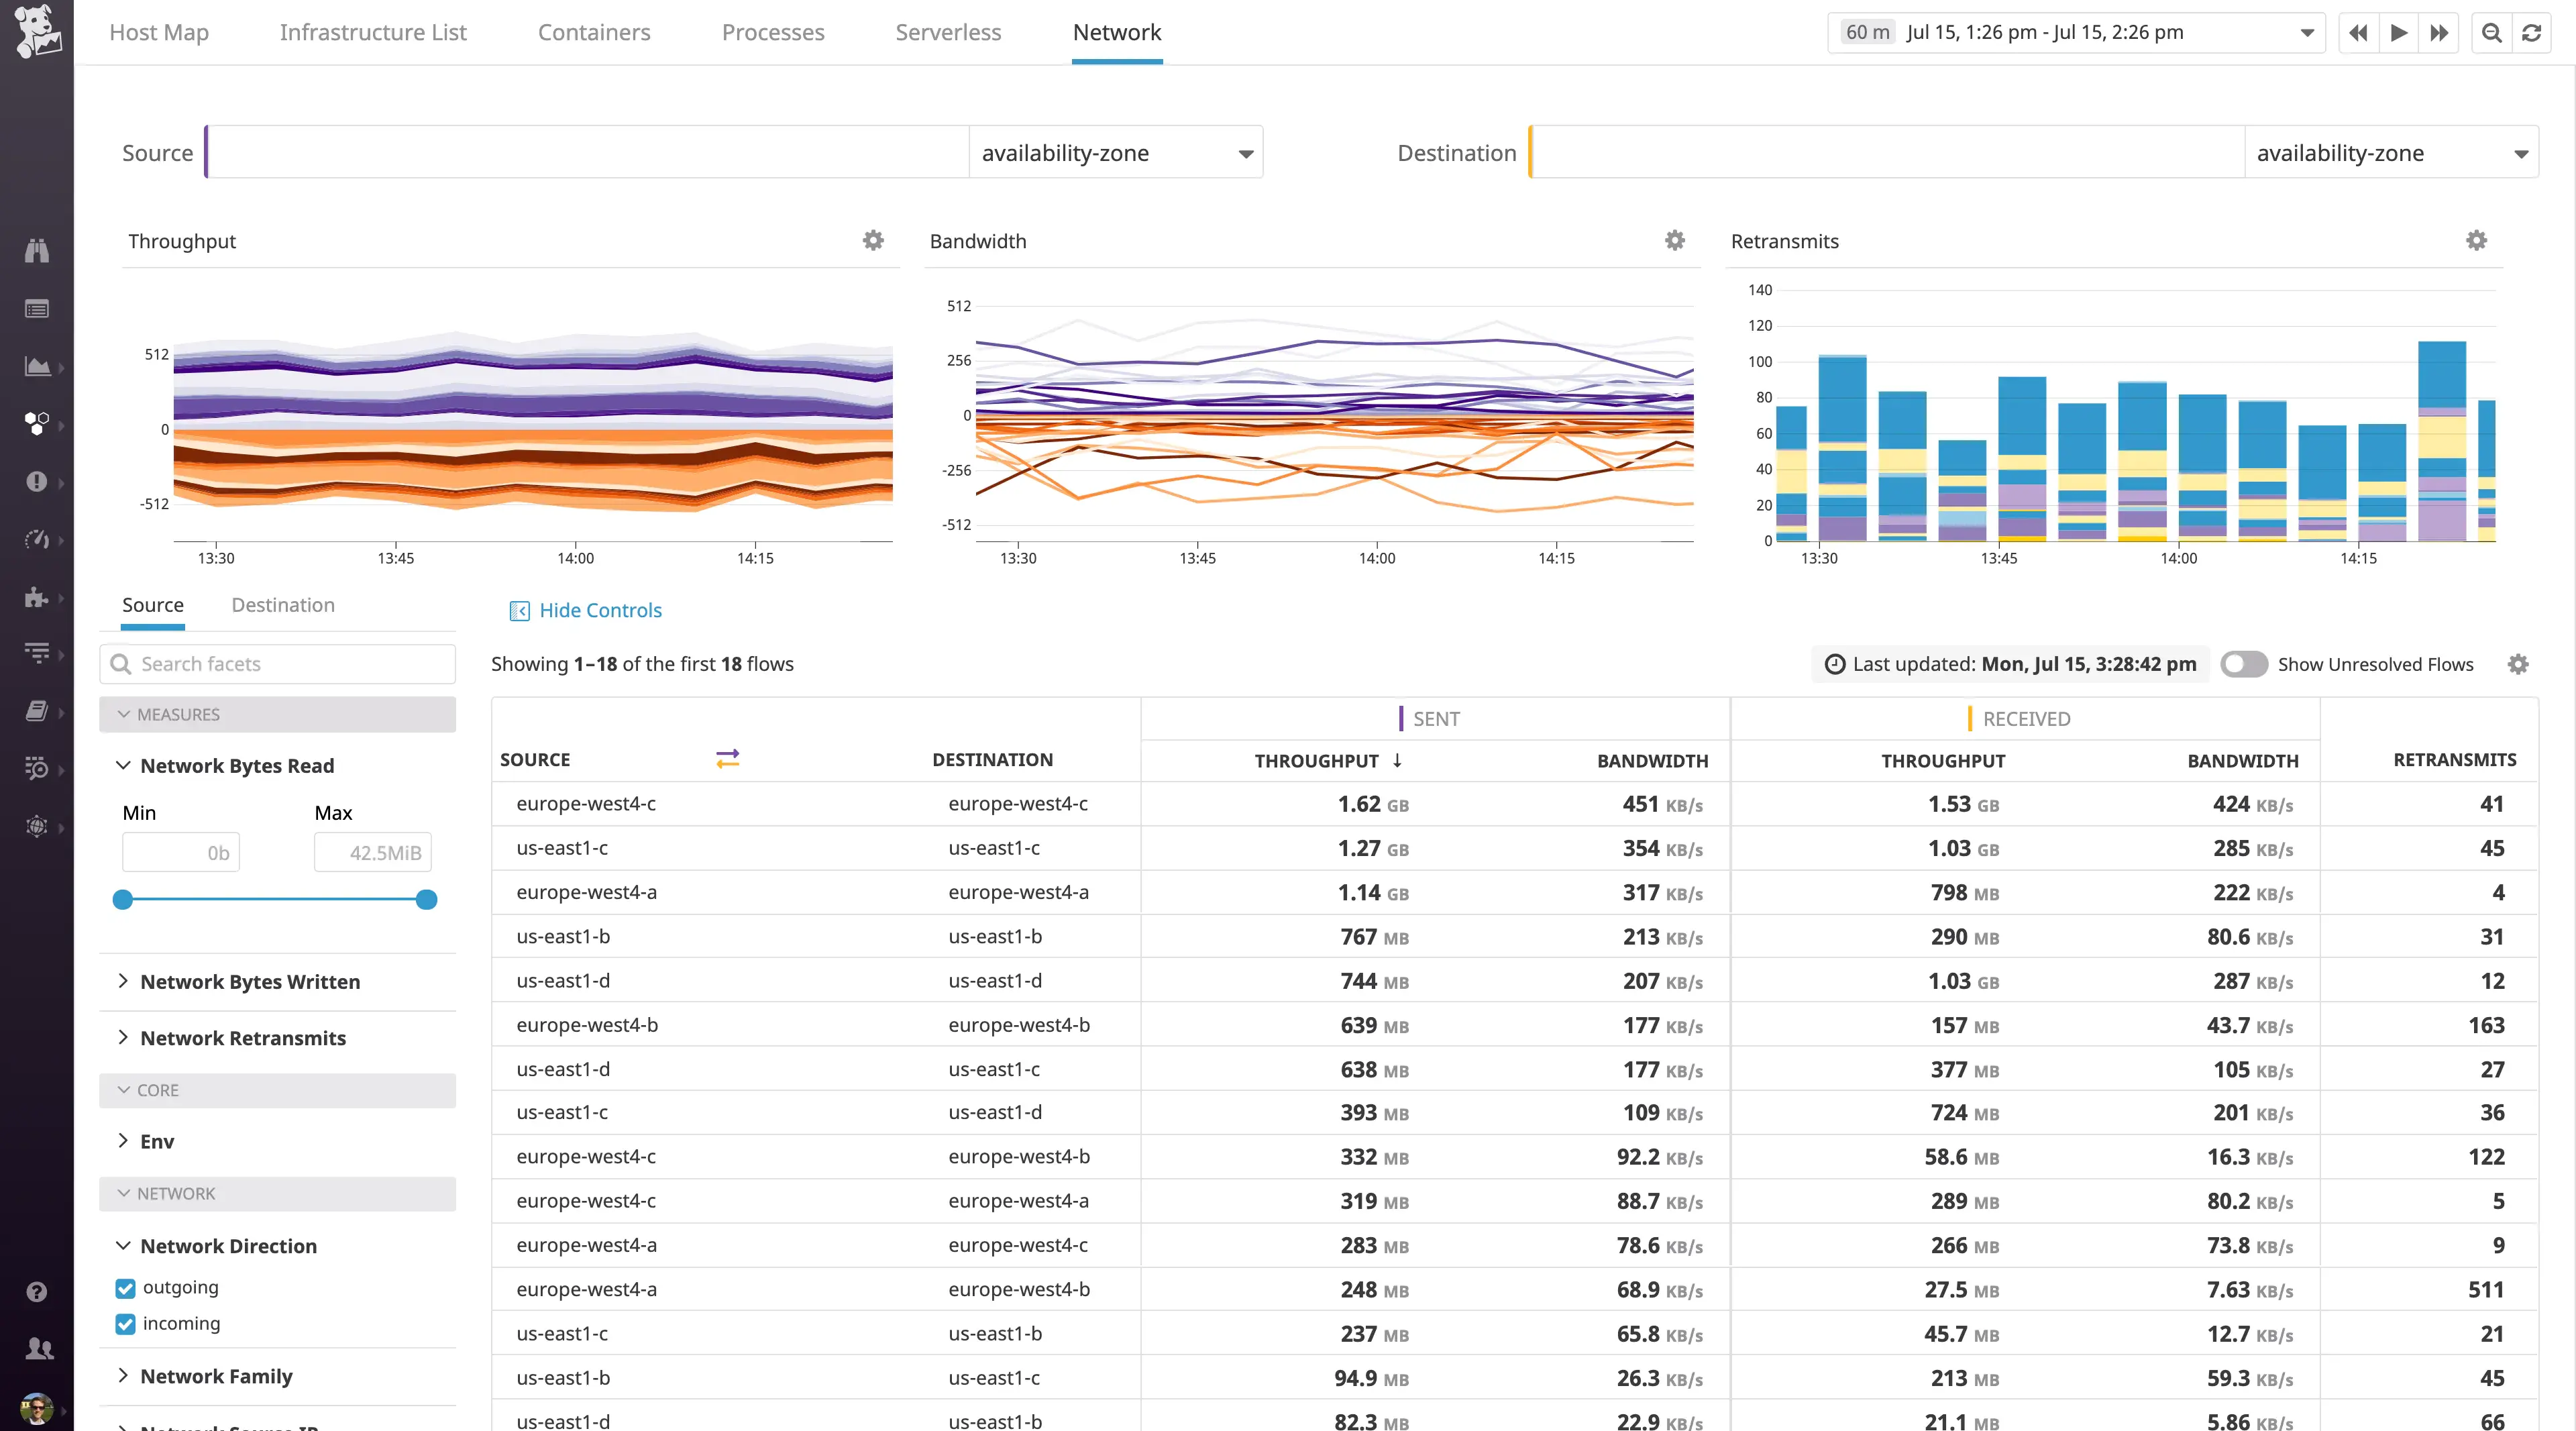 Host Map Infrastructure List Containers Processes Serverless Network 60 m Jul 15, 1:26 pm - Jul 15, 2:26 pm
Source availability-zone Destination availability-zone
Throughput
512
0
-512
13:30 13:45 14:00 14:15
Bandwidth
512
256
0
-256
-512
13:30 13:45 14:00 14:15
Retransmits
140
120
100
80
60
40
20
0
13:30 13:45 14:00 14:15
Source Destination
Search facets
MEASURES
Network Bytes Read
Min Max
0b 42.5MiB
Network Bytes Written
Network Retransmits
CORE
Env
NETWORK
Network Direction
outgoing
incoming
Network Family
Network Source IP
Hide Controls
Showing 1–18 of the first 18 flows Last updated: Mon, Jul 15, 3:28:42 pm Show Unresolved Flows
SENT RECEIVED
SOURCE DESTINATION THROUGHPUT ↓ BANDWIDTH THROUGHPUT BANDWIDTH RETRANSMITS
europe-west4-c europe-west4-c 1.62 GB 451 KB/s 1.53 GB 424 KB/s 41
us-east1-c us-east1-c 1.27 GB 354 KB/s 1.03 GB 285 KB/s 45
europe-west4-a europe-west4-a 1.14 GB 317 KB/s 798 MB 222 KB/s 4
us-east1-b us-east1-b 767 MB 213 KB/s 290 MB 80.6 KB/s 31
us-east1-d us-east1-d 744 MB 207 KB/s 1.03 GB 287 KB/s 12
europe-west4-b europe-west4-b 639 MB 177 KB/s 157 MB 43.7 KB/s 163
us-east1-d us-east1-c 638 MB 177 KB/s 377 MB 105 KB/s 27
us-east1-c us-east1-d 393 MB 109 KB/s 724 MB 201 KB/s 36
europe-west4-c europe-west4-b 332 MB 92.2 KB/s 58.6 MB 16.3 KB/s 122
europe-west4-c europe-west4-a 319 MB 88.7 KB/s 289 MB 80.2 KB/s 5
europe-west4-a europe-west4-c 283 MB 78.6 KB/s 266 MB 73.8 KB/s 9
europe-west4-a europe-west4-b 248 MB 68.9 KB/s 27.5 MB 7.63 KB/s 511
us-east1-c us-east1-b 237 MB 65.8 KB/s 45.7 MB 12.7 KB/s 21
us-east1-b us-east1-c 94.9 MB 26.3 KB/s 213 MB 59.3 KB/s 45
us-east1-d us-east1-b 82.3 MB 22.9 KB/s 21.1 MB 5.86 KB/s 66